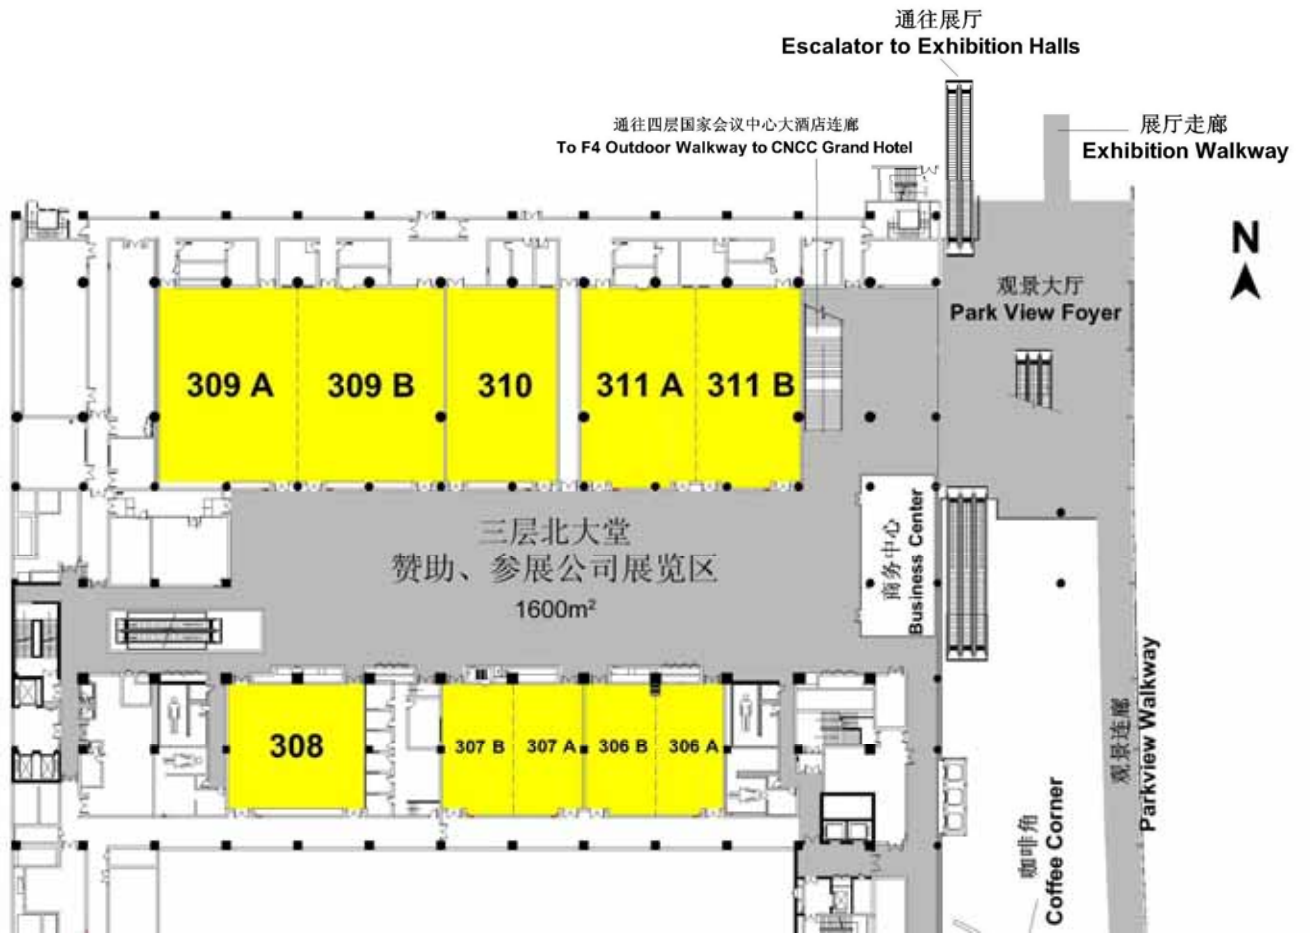 通往展厅
Escalator to Exhibition Halls
通往四层国家会议中心大酒店连廊
To F4 Outdoor Walkway to CNCC Grand Hotel
展厅走廊
Exhibition Walkway
N
观景大厅
Park View Foyer
309 A
309 B
310
311 A
311 B
三层北大堂
赞助、参展公司展览区
1600m²
商务中心
Business Center
308
307 B
307 A
306 B
306 A
观景连廊
Parkview Walkway
咖啡角
Coffee Corner